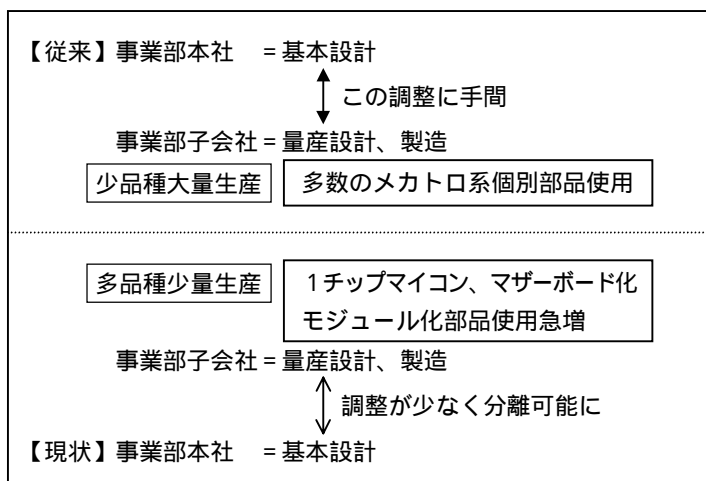 【従来】事業部本社 =基本設計
この調整に手間
事業部子会社=量産設計、製造
少品種大量生産 多数のメカトロ系個別部品使用
多品種少量生産 1チップマイコン、マザーボード化
モジュール化部品使用急増
事業部子会社=量産設計、製造
調整が少なく分離可能に
【現状】事業部本社 =基本設計